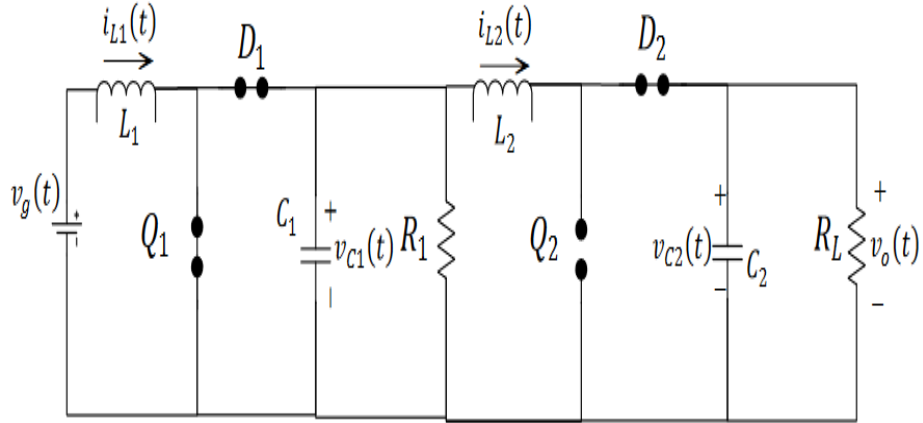 i_{L1}(t)
D_1
i_{L2}(t)
D_2
L_1
L_2
v_g(t)
+
-
Q_1
C_1
+
v_{C1}(t)
−
R_1
Q_2
+
v_{C2}(t)
−
C_2
R_L
+
v_o(t)
−